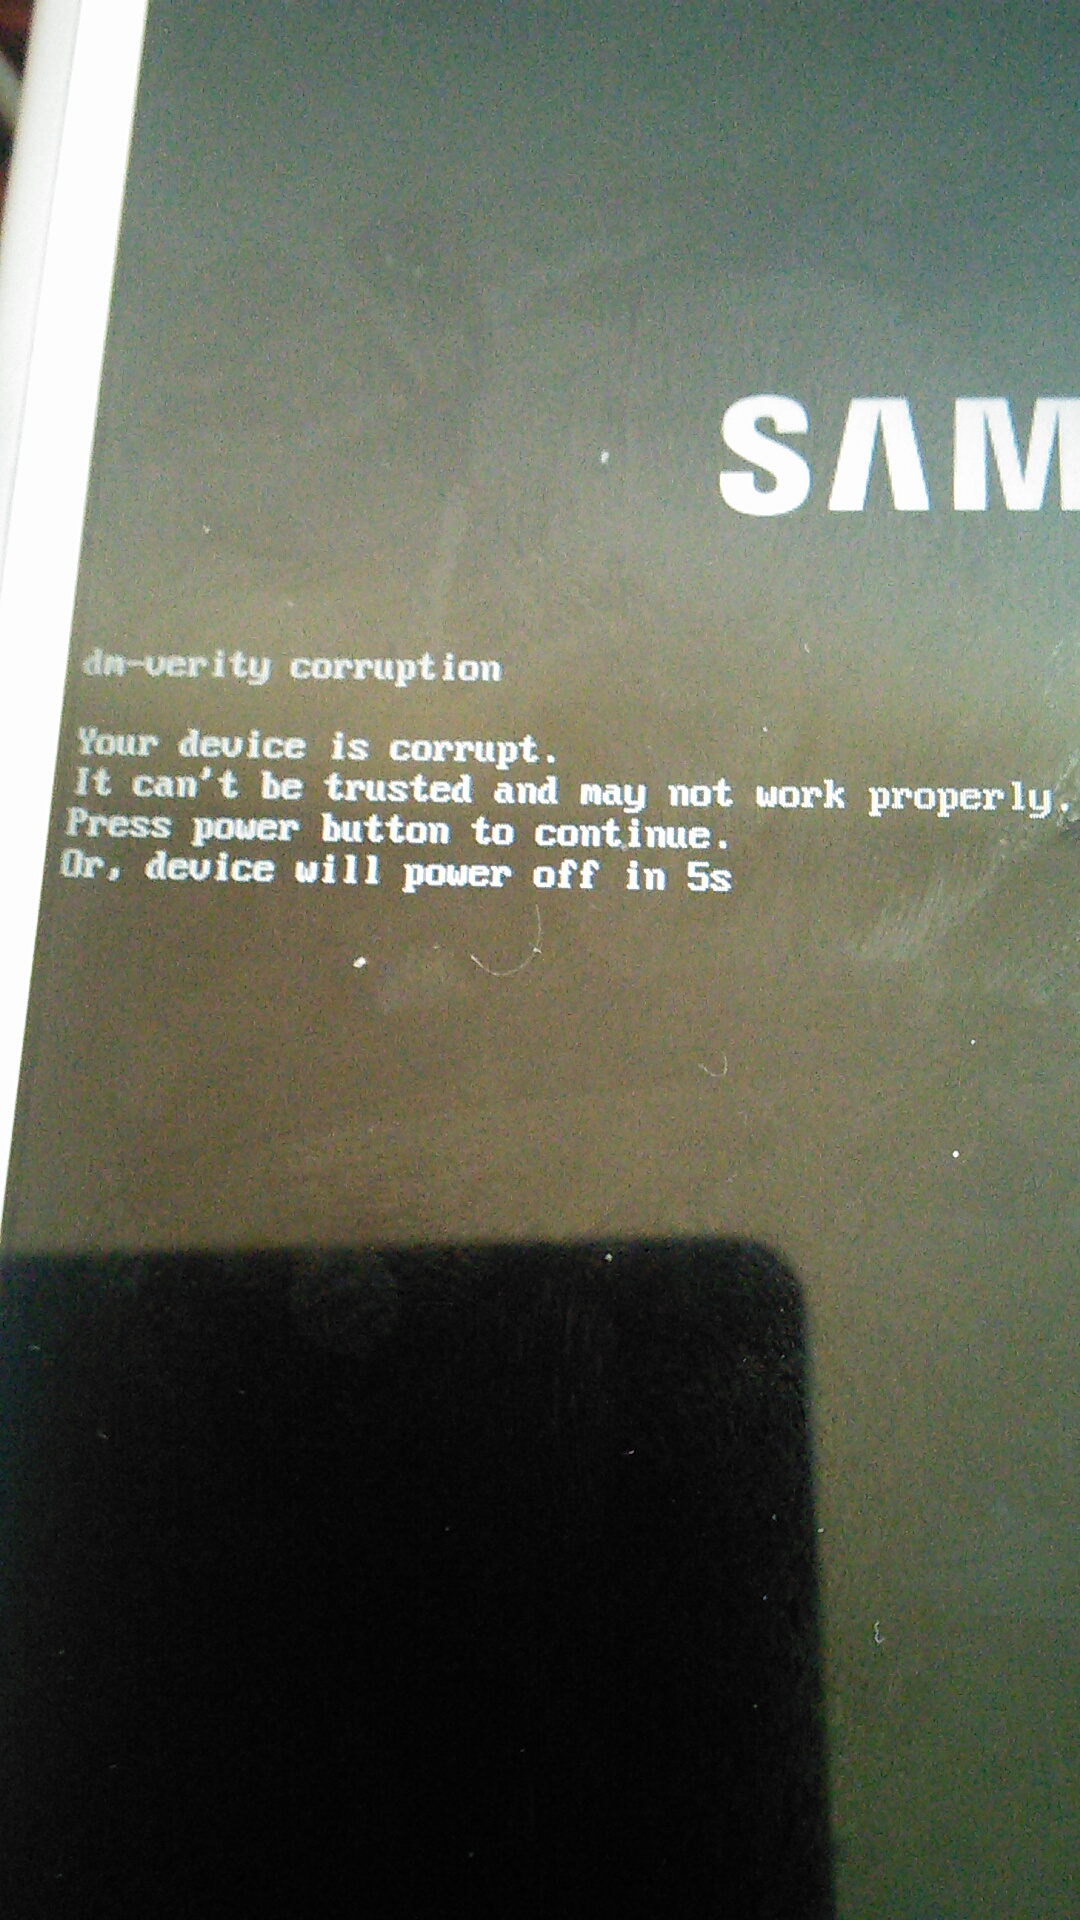 SAM
dm-verity corruption
Your device is corrupt.
It can't be trusted and may not work properly.
Press power button to continue.
Or, device will power off in 5s